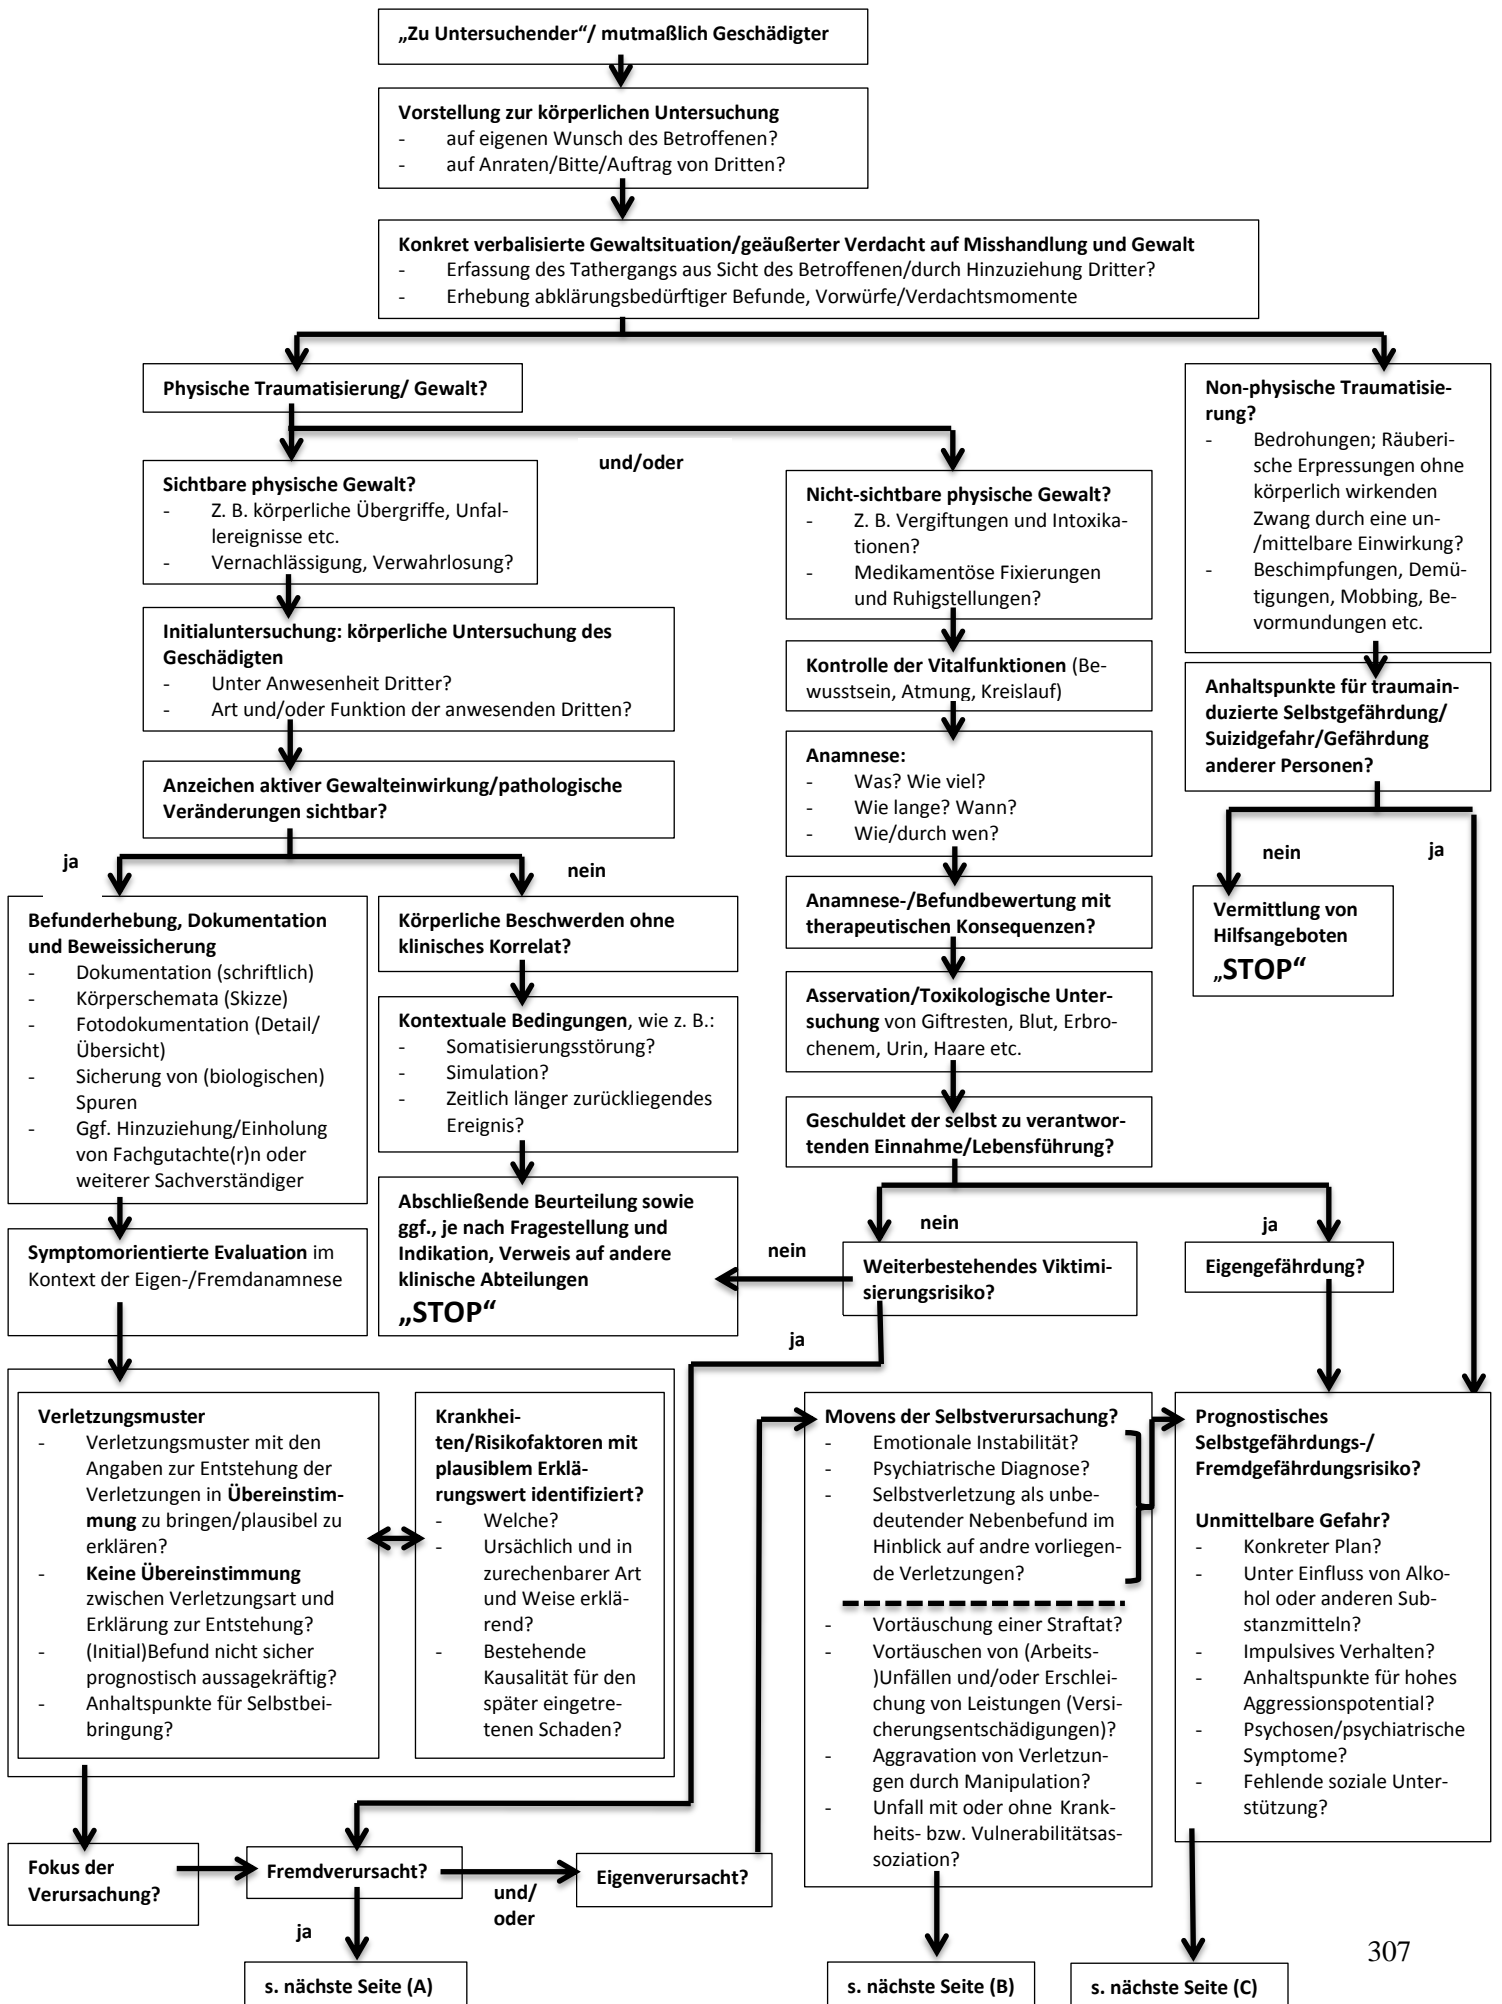 „Zu Untersuchender“/ mutmaßlich Geschädigter
Vorstellung zur körperlichen Untersuchung
- auf eigenen Wunsch des Betroffenen?
- auf Anraten/Bitte/Auftrag von Dritten?
Konkret verbalisierte Gewaltsituation/geäußerter Verdacht auf Misshandlung und Gewalt
- Erfassung des Tathergangs aus Sicht des Betroffenen/durch Hinzuziehung Dritter?
- Erhebung abklärungsbedürftiger Befunde, Vorwürfe/Verdachtsmomente
Physische Traumatisierung/ Gewalt?
und/oder
Sichtbare physische Gewalt?
- Z. B. körperliche Übergriffe, Unfal-
lereignisse etc.
- Vernachlässigung, Verwahrlosung?
Initialuntersuchung: körperliche Untersuchung des
Geschädigten
- Unter Anwesenheit Dritter?
- Art und/oder Funktion der anwesenden Dritten?
Anzeichen aktiver Gewalteinwirkung/pathologische
Veränderungen sichtbar?
ja
nein
Befunderhebung, Dokumentation
und Beweissicherung
- Dokumentation (schriftlich)
- Körperschemata (Skizze)
- Fotodokumentation (Detail/
Übersicht)
- Sicherung von (biologischen)
Spuren
- Ggf. Hinzuziehung/Einholung
von Fachgutachte(r)n oder
weiterer Sachverständiger
Symptomorientierte Evaluation im
Kontext der Eigen-/Fremdanamnese
Körperliche Beschwerden ohne
klinisches Korrelat?
Kontextuale Bedingungen, wie z. B.:
- Somatisierungsstörung?
- Simulation?
- Zeitlich länger zurückliegendes
Ereignis?
Abschließende Beurteilung sowie
ggf., je nach Fragestellung und
Indikation, Verweis auf andere
klinische Abteilungen
„STOP“
Nicht-sichtbare physische Gewalt?
- Z. B. Vergiftungen und Intoxika-
tionen?
- Medikamentöse Fixierungen
und Ruhigstellungen?
Kontrolle der Vitalfunktionen (Be-
wusstsein, Atmung, Kreislauf)
Anamnese:
- Was? Wie viel?
- Wie lange? Wann?
- Wie/durch wen?
Anamnese-/Befundbewertung mit
therapeutischen Konsequenzen?
Asservation/Toxikologische Unter-
suchung von Giftresten, Blut, Erbro-
chenem, Urin, Haare etc.
Geschuldet der selbst zu verantwor-
tenden Einnahme/Lebensführung?
nein
ja
nein
Weiterbestehendes Viktimi-
sierungsrisiko?
ja
Eigengefährdung?
Non-physische Traumatisie-
rung?
- Bedrohungen; Räuberi-
sche Erpressungen ohne
körperlich wirkenden
Zwang durch eine un-
/mittelbare Einwirkung?
- Beschimpfungen, Demü-
tigungen, Mobbing, Be-
vormundungen etc.
Anhaltspunkte für traumain-
duzierte Selbstgefährdung/
Suizidgefahr/Gefährdung
anderer Personen?
nein
ja
Vermittlung von
Hilfsangeboten
„STOP“
Verletzungsmuster
- Verletzungsmuster mit den
Angaben zur Entstehung der
Verletzungen in Übereinstim-
mung zu bringen/plausibel zu
erklären?
- Keine Übereinstimmung
zwischen Verletzungsart und
Erklärung zur Entstehung?
- (Initial)Befund nicht sicher
prognostisch aussagekräftig?
- Anhaltspunkte für Selbstbei-
bringung?
Krankhei-
ten/Risikofaktoren mit
plausiblem Erklä-
rungswert identifiziert?
- Welche?
- Ursächlich und in
zurechenbarer Art
und Weise erklä-
rend?
- Bestehende
Kausalität für den
später eingetre-
tenen Schaden?
Movens der Selbstverursachung?
- Emotionale Instabilität?
- Psychiatrische Diagnose?
- Selbstverletzung als unbe-
deutender Nebenbefund im
Hinblick auf andre vorliegen-
de Verletzungen?
- Vortäuschung einer Straftat?
- Vortäuschen von (Arbeits-
)Unfällen und/oder Erschlei-
chung von Leistungen (Versi-
cherungsentschädigungen)?
- Aggravation von Verletzun-
gen durch Manipulation?
- Unfall mit oder ohne Krank-
heits- bzw. Vulnerabilitätsas-
soziation?
Prognostisches
Selbstgefährdungs-/
Fremdgefährdungsrisiko?
Unmittelbare Gefahr?
- Konkreter Plan?
- Unter Einfluss von Alko-
hol oder anderen Sub-
stanzmitteln?
- Impulsives Verhalten?
- Anhaltspunkte für hohes
Aggressionspotential?
- Psychosen/psychiatrische
Symptome?
- Fehlende soziale Unter-
stützung?
Fokus der
Verursachung?
Fremdverursacht?
und/
oder
Eigenverursacht?
ja
s. nächste Seite (A)
s. nächste Seite (B)
s. nächste Seite (C)
307